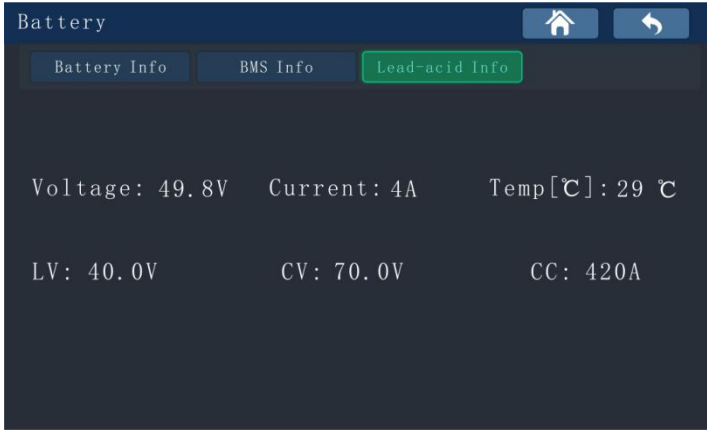 Battery
Battery Info BMS Info Lead-acid Info
Voltage: 49.8V Current: 4A Temp[℃]: 29 ℃
LV: 40.0V CV: 70.0V CC: 420A